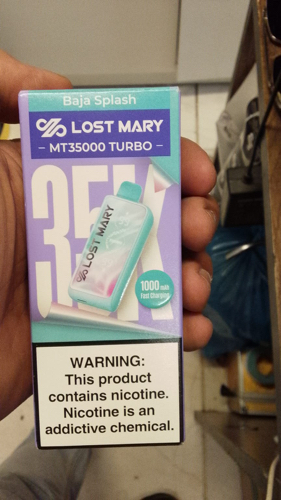 Baja Splash
LOST MARY
MT35000 TURBO
35K
LOST MARY
1000 mAh
Fast Charging
WARNING:
This product
contains nicotine.
Nicotine is an
addictive chemical.